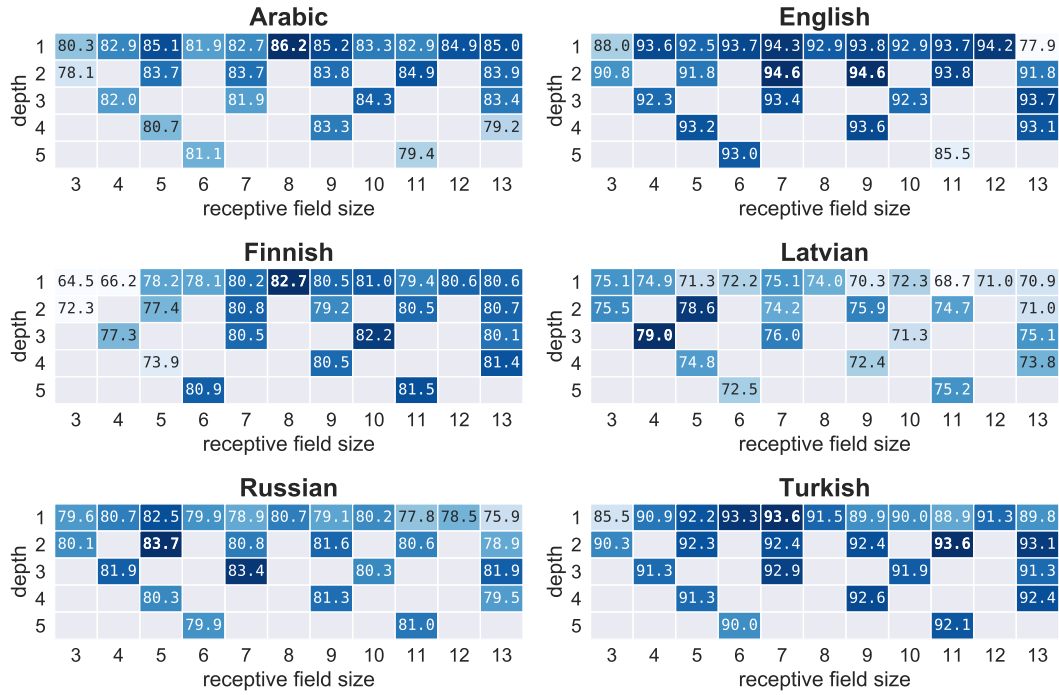 Arabic
depth
1 80.3 82.9 85.1 81.9 82.7 86.2 85.2 83.3 82.9 84.9 85.0
2 78.1 83.7 83.7 83.8 84.9 83.9
3 82.0 81.9 84.3 83.4
4 80.7 83.3 79.2
5 81.1 79.4
3 4 5 6 7 8 9 10 11 12 13
receptive field size
English
depth
1 88.0 93.6 92.5 93.7 94.3 92.9 93.8 92.9 93.7 94.2 77.9
2 90.8 91.8 94.6 94.6 93.8 91.8
3 92.3 93.4 92.3 93.7
4 93.2 93.6 93.1
5 93.0 85.5
3 4 5 6 7 8 9 10 11 12 13
receptive field size
Finnish
depth
1 64.5 66.2 78.2 78.1 80.2 82.7 80.5 81.0 79.4 80.6 80.6
2 72.3 77.4 80.8 79.2 80.5 80.7
3 77.3 80.5 82.2 80.1
4 73.9 80.5 81.4
5 80.9 81.5
3 4 5 6 7 8 9 10 11 12 13
receptive field size
Latvian
depth
1 75.1 74.9 71.3 72.2 75.1 74.0 70.3 72.3 68.7 71.0 70.9
2 75.5 78.6 74.2 75.9 74.7 71.0
3 79.0 76.0 71.3 75.1
4 74.8 72.4 73.8
5 72.5 75.2
3 4 5 6 7 8 9 10 11 12 13
receptive field size
Russian
depth
1 79.6 80.7 82.5 79.9 78.9 80.7 79.1 80.2 77.8 78.5 75.9
2 80.1 83.7 80.8 81.6 80.6 78.9
3 81.9 83.4 80.3 81.9
4 80.3 81.3 79.5
5 79.9 81.0
3 4 5 6 7 8 9 10 11 12 13
receptive field size
Turkish
depth
1 85.5 90.9 92.2 93.3 93.6 91.5 89.9 90.0 88.9 91.3 89.8
2 90.3 92.3 92.4 92.4 93.6 93.1
3 91.3 92.9 91.9 91.3
4 91.3 92.6 92.4
5 90.0 92.1
3 4 5 6 7 8 9 10 11 12 13
receptive field size